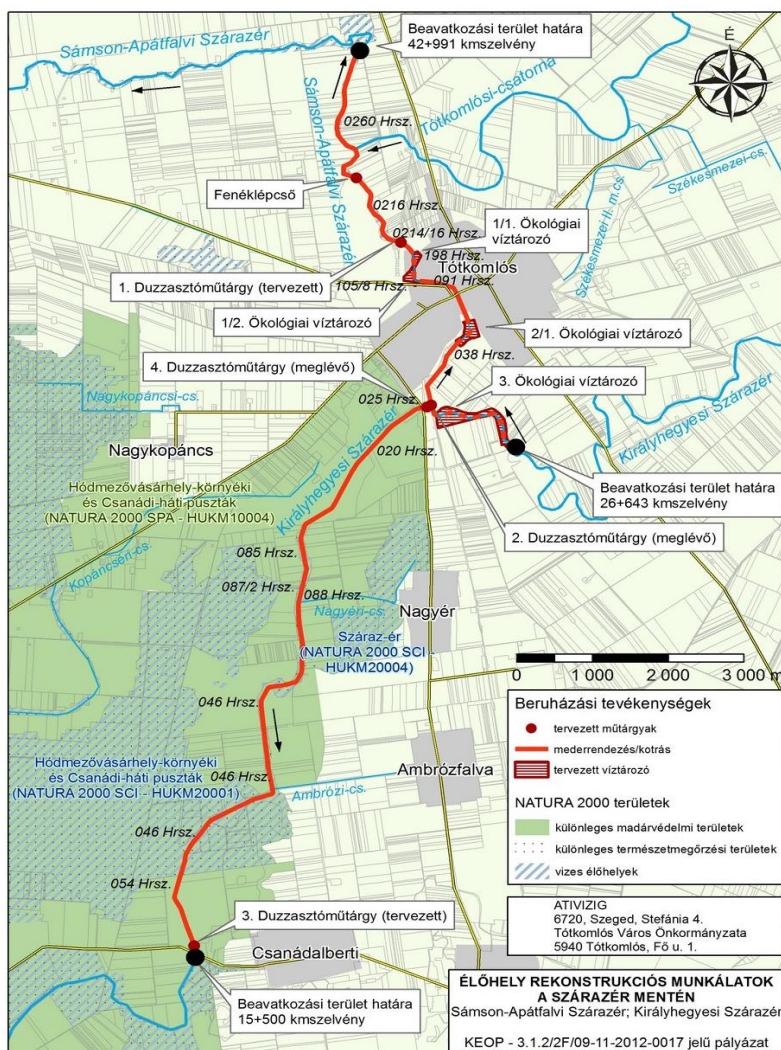 Sámson-Apátfalvi Szárazér
Beavatkozási terület határa
42+991 kmszelvény
É
Sámson-Apátfalvi Szárazér
Tótkomlósi-csatorna
0260 Hrsz.
Székesmezei-cs.
Fenéklépcső
Székesmezei II. m.cs.
0216 Hrsz.
1/1. Ökológiai
víztározó
0214/16 Hrsz.
198 Hrsz.
Tótkomlós
1. Duzzasztóműtárgy (tervezett)
105/8 Hrsz.
091 Hrsz.
1/2. Ökológiai víztározó
2/1. Ökológiai víztározó
038 Hrsz.
4. Duzzasztóműtárgy (meglévő)
3. Ökológiai víztározó
Nagykopáncsi-cs.
025 Hrsz.
Királyhegyesi Szárazér
Nagykopáncs
020 Hrsz.
Királyhegyesi Szárazér
Beavatkozási terület határa
26+643 kmszelvény
Hódmezővásárhely-környéki
és Csanádi-háti puszták
(NATURA 2000 SPA - HUKM10004)
2. Duzzasztóműtárgy (meglévő)
Kopáncséri-cs.
085 Hrsz.
087/2 Hrsz.
088 Hrsz.
Nagyéri-cs.
Nagyér
Száraz-ér
(NATURA 2000 SCI -
HUKM20004)
0 1 000 2 000 3 000 m
046 Hrsz.
Beruházási tevékenységek
tervezett műtárgyak
mederrendezés/kotrás
tervezett víztározó
NATURA 2000 területek
különleges madárvédelmi területek
különleges természetmegőrzési területek
vizes élőhelyek
Hódmezővásárhely-környéki
és Csanádi-háti puszták
(NATURA 2000 SCI - HUKM20001)
046 Hrsz.
Ambrózfalva
Ambrózi-cs.
046 Hrsz.
054 Hrsz.
3. Duzzasztóműtárgy (tervezett)
Csanádalberti
Beavatkozási terület határa
15+500 kmszelvény
ATIVIZIG
6720, Szeged, Stefánia 4.
Tótkomlós Város Önkormányzata
5940 Tótkomlós, Fő u. 1.
ÉLŐHELY REKONSTRUKCIÓS MUNKÁLATOK
A SZÁRAZÉR MENTÉN
Sámson-Apátfalvi Szárazér; Királyhegyesi Szárazér
KEOP - 3.1.2/2F/09-11-2012-0017 jelű pályázat